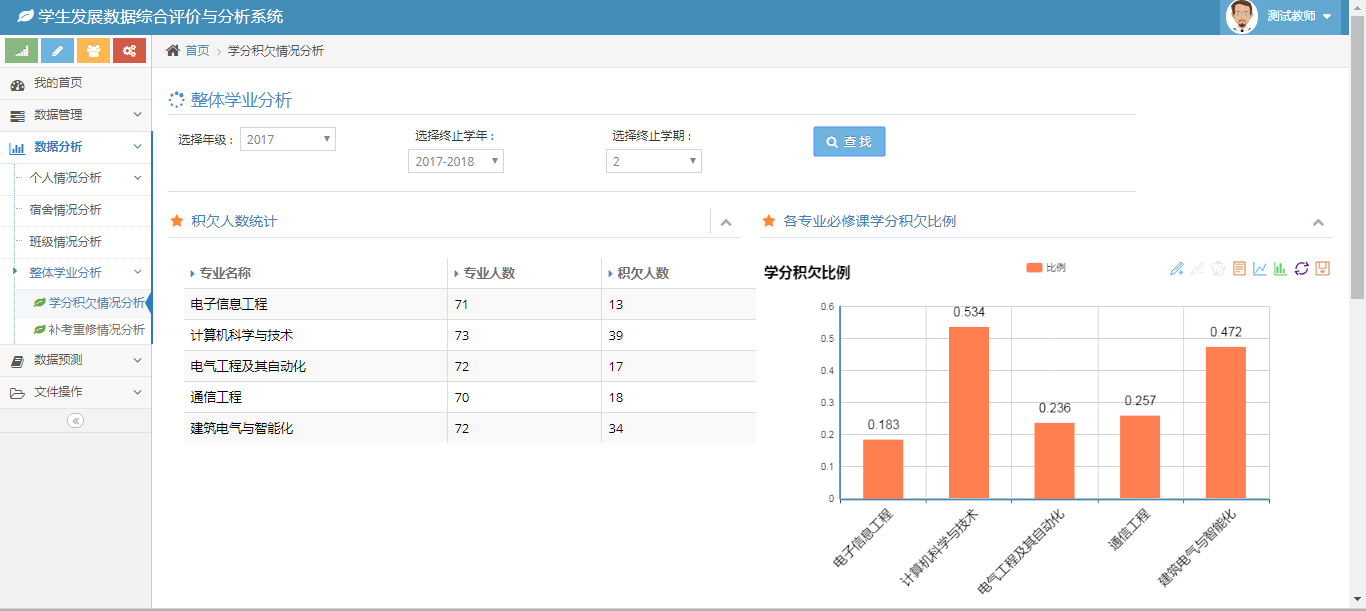 学生发展数据综合评价与分析系统
测试教师
首页 > 学分积欠情况分析
我的首页
数据管理
数据分析
个人情况分析
宿舍情况分析
班级情况分析
整体学业分析
学分积欠情况分析
补考重修情况分析
数据预测
文件操作
整体学业分析
选择年级： 2017
选择终止学年：
2017-2018
选择终止学期：
2
查找
积欠人数统计
专业名称 专业人数 积欠人数
电子信息工程 71 13
计算机科学与技术 73 39
电气工程及其自动化 72 17
通信工程 70 18
建筑电气与智能化 72 34
各专业必修课学分积欠比例
学分积欠比例
比例
0.6
0.5
0.4
0.3
0.2
0.1
0
0.183
0.534
0.236
0.257
0.472
电子信息工程
计算机科学与技术
电气工程及其自动化
通信工程
建筑电气与智能化